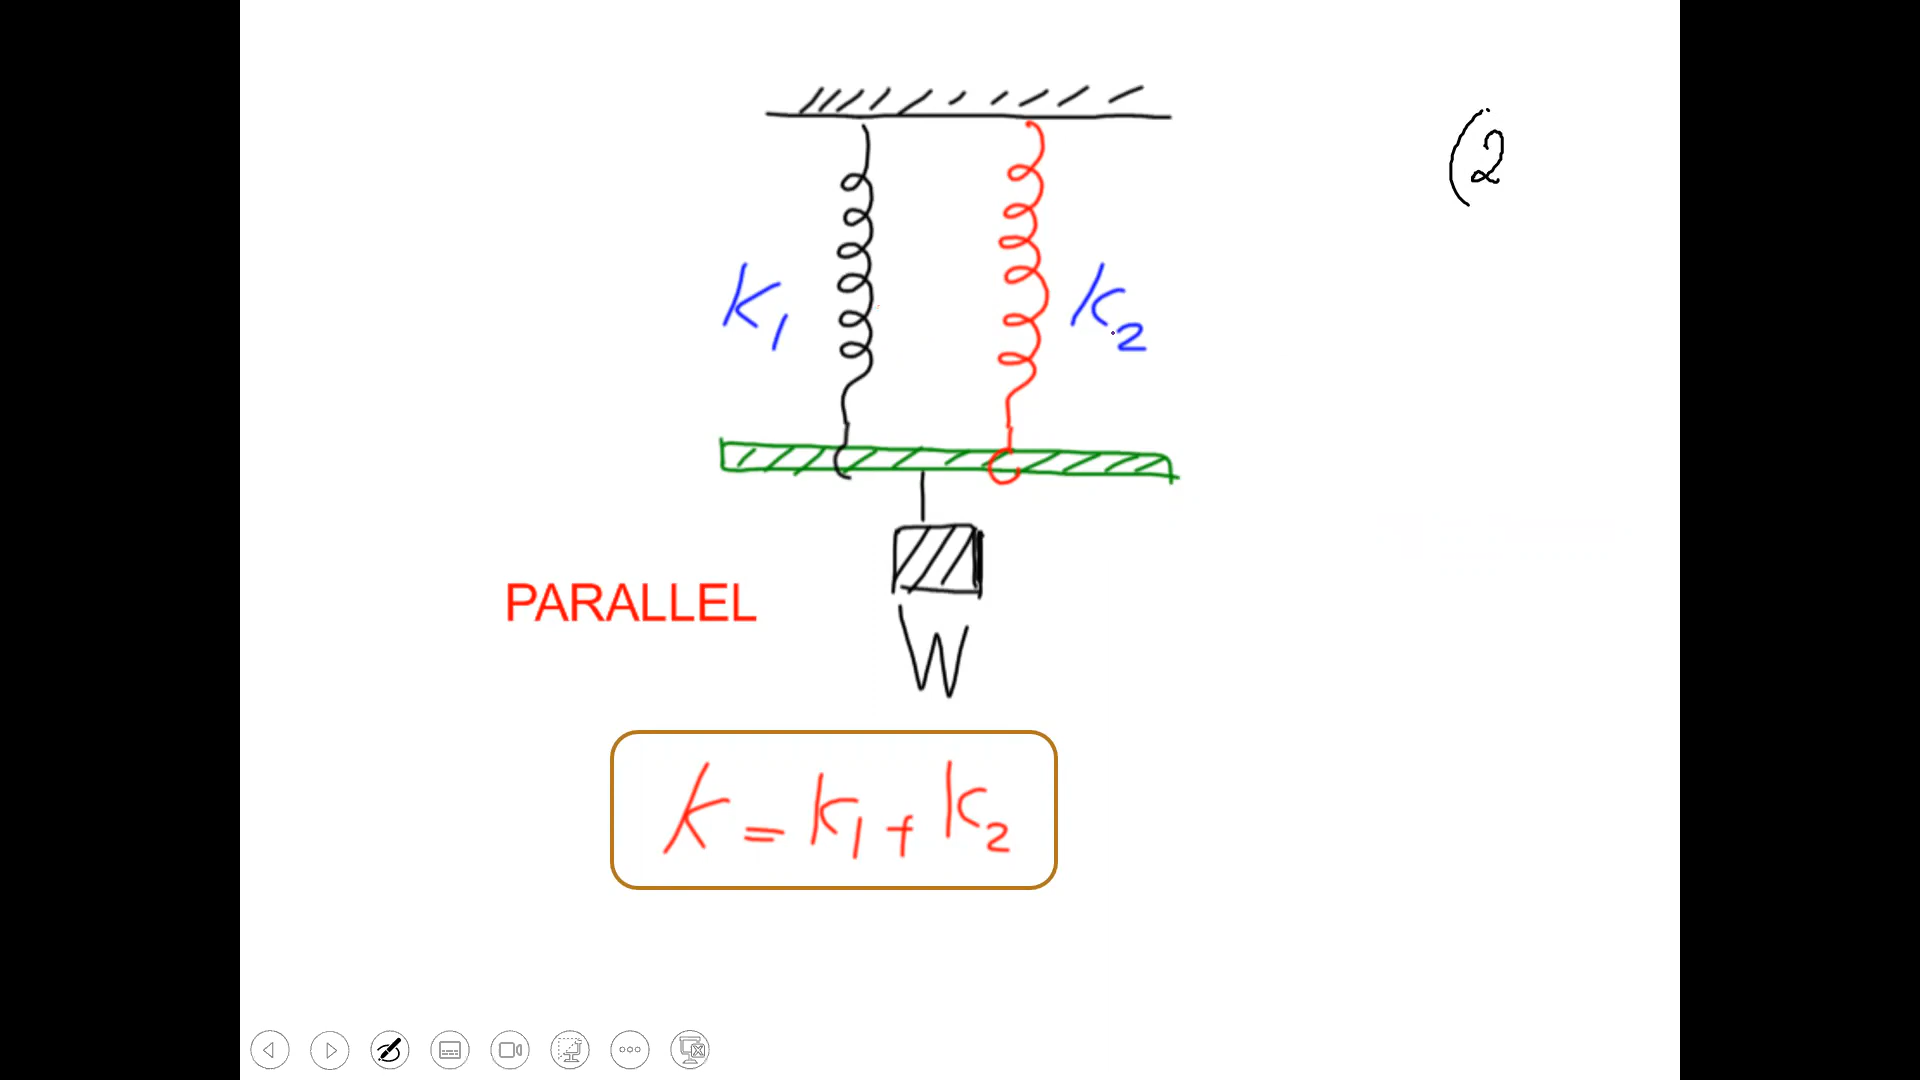 (2
K1
K2
PARALLEL
W
K = K1 + K2